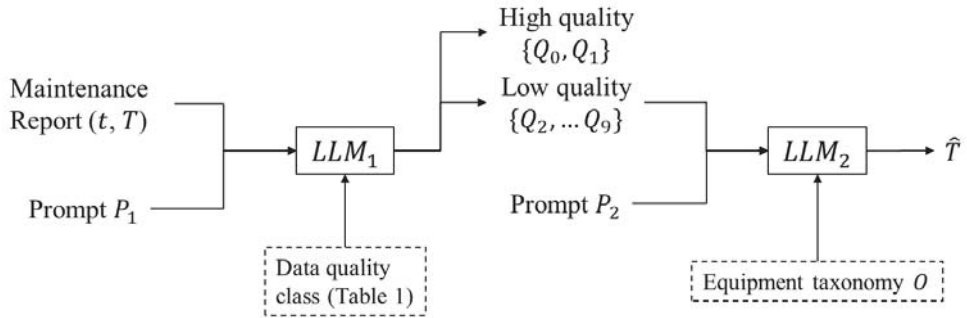 High quality
{Q₀, Q₁}
Maintenance
Report (t, T)
Low quality
{Q₂, … Q₉}
LLM₁
LLM₂
T̂
Prompt P₁
Prompt P₂
Data quality
class (Table 1)
Equipment taxonomy O